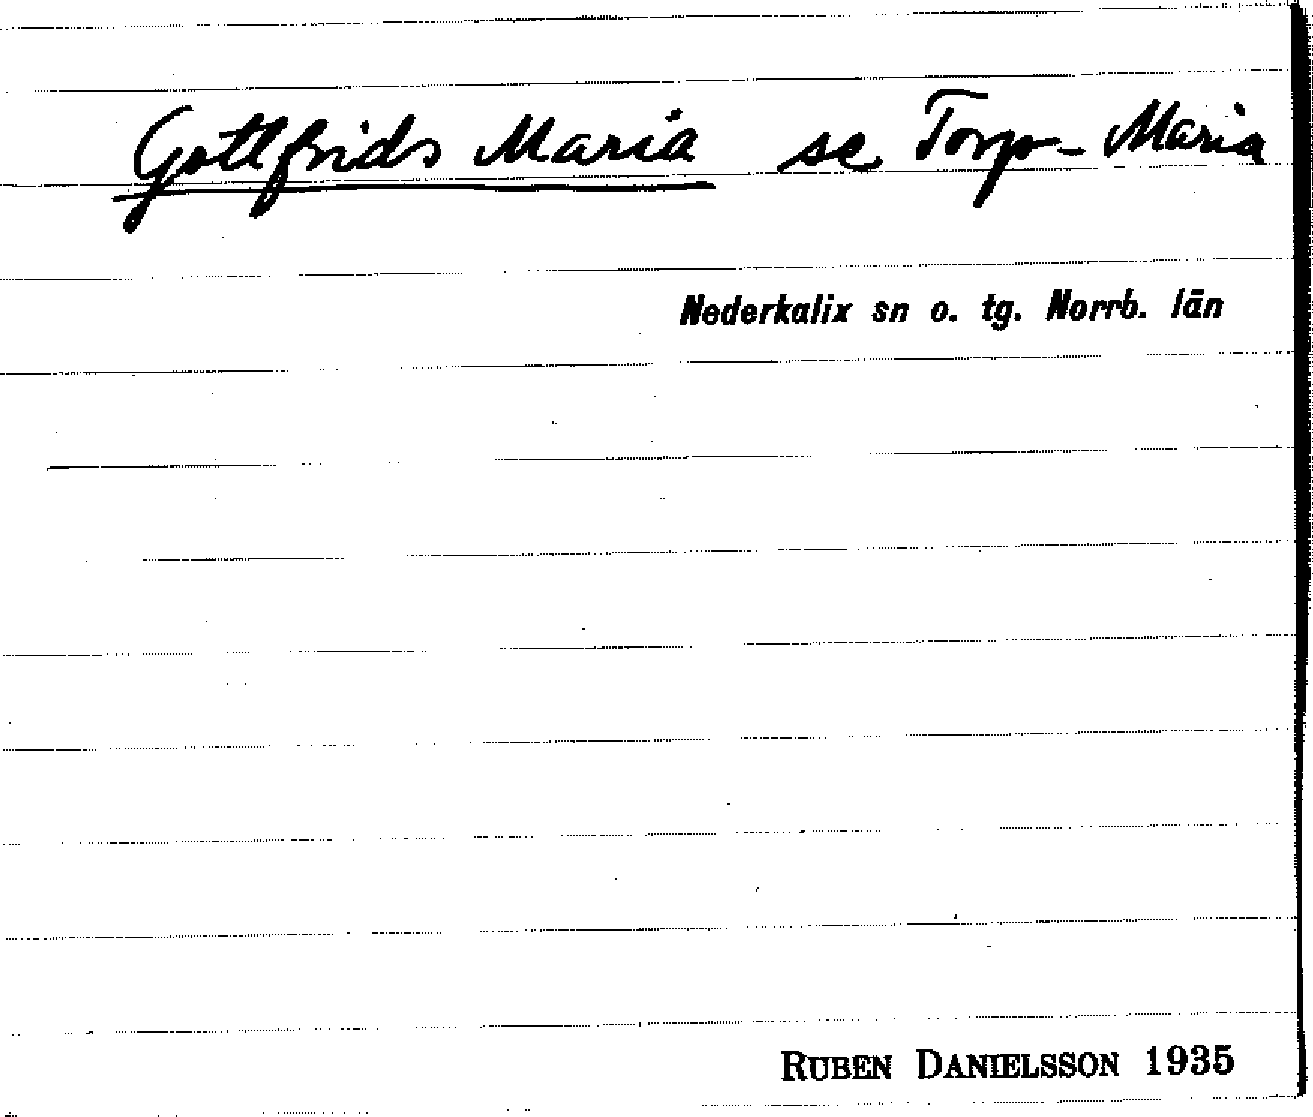 Gottfrids Maria se Torp-Maria
Nederkalix sn o. tg. Norrb. län
RUBEN DANIELSSON 1935